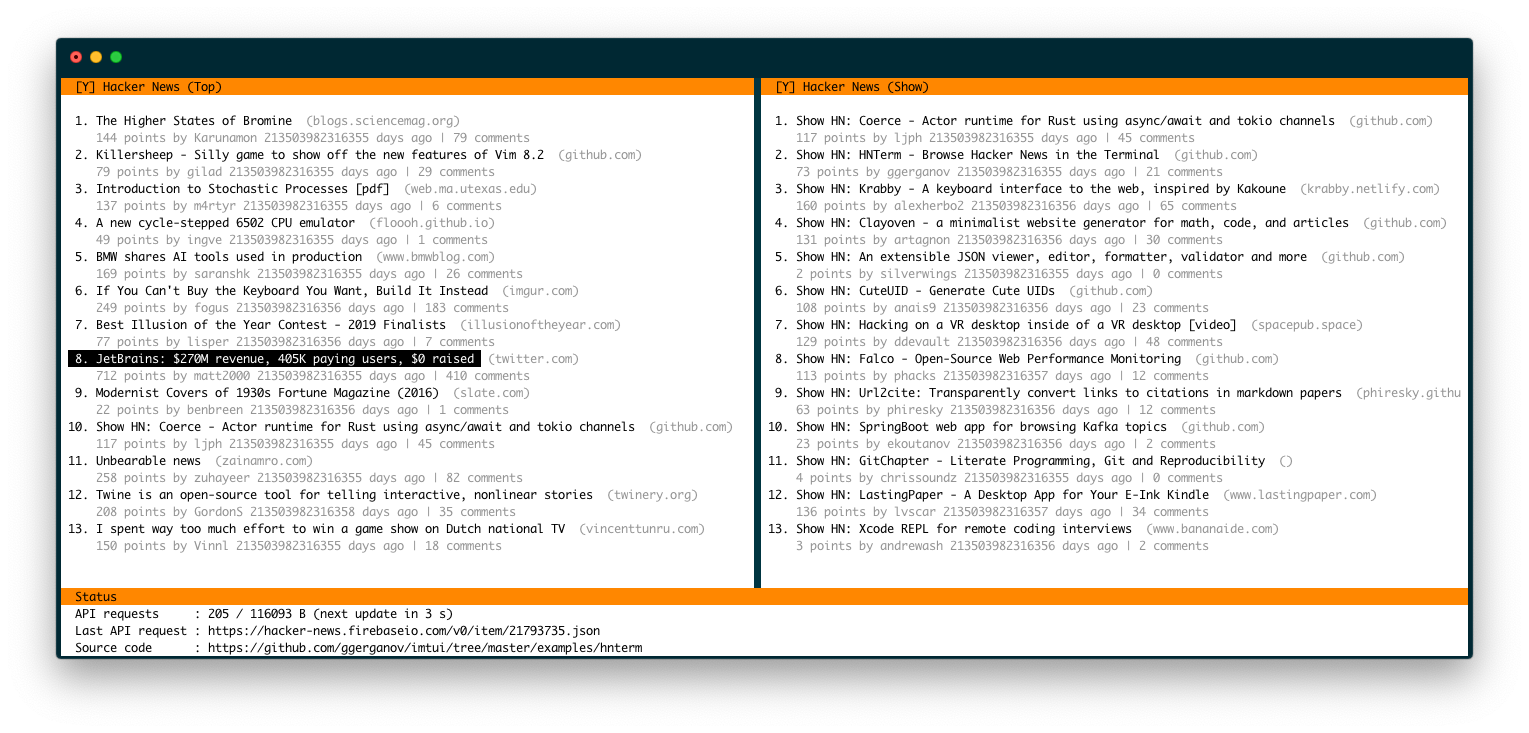 [Y] Hacker News (Top)
1. The Higher States of Bromine (blogs.sciencemag.org)
144 points by Karunamon 213503982316355 days ago | 79 comments
2. Killersheep - Silly game to show off the new features of Vim 8.2 (github.com)
79 points by gilad 213503982316355 days ago | 29 comments
3. Introduction to Stochastic Processes [pdf] (web.ma.utexas.edu)
137 points by m4rtyr 213503982316355 days ago | 6 comments
4. A new cycle-stepped 6502 CPU emulator (floooh.github.io)
49 points by ingve 213503982316355 days ago | 1 comments
5. BMW shares AI tools used in production (www.bmwblog.com)
169 points by saranshk 213503982316355 days ago | 26 comments
6. If You Can't Buy the Keyboard You Want, Build It Instead (imgur.com)
249 points by fogus 213503982316355 days ago | 183 comments
7. Best Illusion of the Year Contest - 2019 Finalists (illusionoftheyear.com)
77 points by lisper 213503982316355 days ago | 7 comments
8. JetBrains: $270M revenue, 405K paying users, $0 raised (twitter.com)
712 points by matt2000 213503982316355 days ago | 410 comments
9. Modernist Covers of 1930s Fortune Magazine (2016) (slate.com)
22 points by benbreen 213503982316356 days ago | 1 comments
10. Show HN: Coerce - Actor runtime for Rust using async/await and tokio channels (github.com)
117 points by ljph 213503982316355 days ago | 45 comments
11. Unbearable news (zainamro.com)
258 points by zuhayeer 213503982316355 days ago | 82 comments
12. Twine is an open-source tool for telling interactive, nonlinear stories (twinery.org)
208 points by GordonS 213503982316358 days ago | 35 comments
13. I spent way too much effort to win a game show on Dutch national TV (vincenttunru.com)
150 points by Vinnl 213503982316355 days ago | 18 comments
[Y] Hacker News (Show)
1. Show HN: Coerce - Actor runtime for Rust using async/await and tokio channels (github.com)
117 points by ljph 213503982316355 days ago | 45 comments
2. Show HN: HNTerm - Browse Hacker News in the Terminal (github.com)
73 points by ggerganov 213503982316355 days ago | 21 comments
3. Show HN: Krabby - A keyboard interface to the web, inspired by Kakoune (krabby.netlify.com)
160 points by alexherbo2 213503982316356 days ago | 65 comments
4. Show HN: Clayoven - a minimalist website generator for math, code, and articles (github.com)
131 points by artagnon 213503982316356 days ago | 30 comments
5. Show HN: An extensible JSON viewer, editor, formatter, validator and more (github.com)
2 points by silverwings 213503982316355 days ago | 0 comments
6. Show HN: CuteUID - Generate Cute UIDs (github.com)
108 points by anais9 213503982316356 days ago | 23 comments
7. Show HN: Hacking on a VR desktop inside of a VR desktop [video] (spacepub.space)
129 points by ddevault 213503982316356 days ago | 48 comments
8. Show HN: Falco - Open-Source Web Performance Monitoring (github.com)
113 points by phacks 213503982316357 days ago | 12 comments
9. Show HN: Url2cite: Transparently convert links to citations in markdown papers (phiresky.githu
63 points by phiresky 213503982316356 days ago | 12 comments
10. Show HN: SpringBoot web app for browsing Kafka topics (github.com)
23 points by ekoutanov 213503982316356 days ago | 2 comments
11. Show HN: GitChapter - Literate Programming, Git and Reproducibility ()
4 points by chrissoundz 213503982316355 days ago | 0 comments
12. Show HN: LastingPaper - A Desktop App for Your E-Ink Kindle (www.lastingpaper.com)
136 points by lvscar 213503982316357 days ago | 34 comments
13. Show HN: Xcode REPL for remote coding interviews (www.bananaide.com)
3 points by andrewash 213503982316356 days ago | 2 comments
Status
API requests : 205 / 116093 B (next update in 3 s)
Last API request : https://hacker-news.firebaseio.com/v0/item/21793735.json
Source code : https://github.com/ggerganov/imtui/tree/master/examples/hnterm